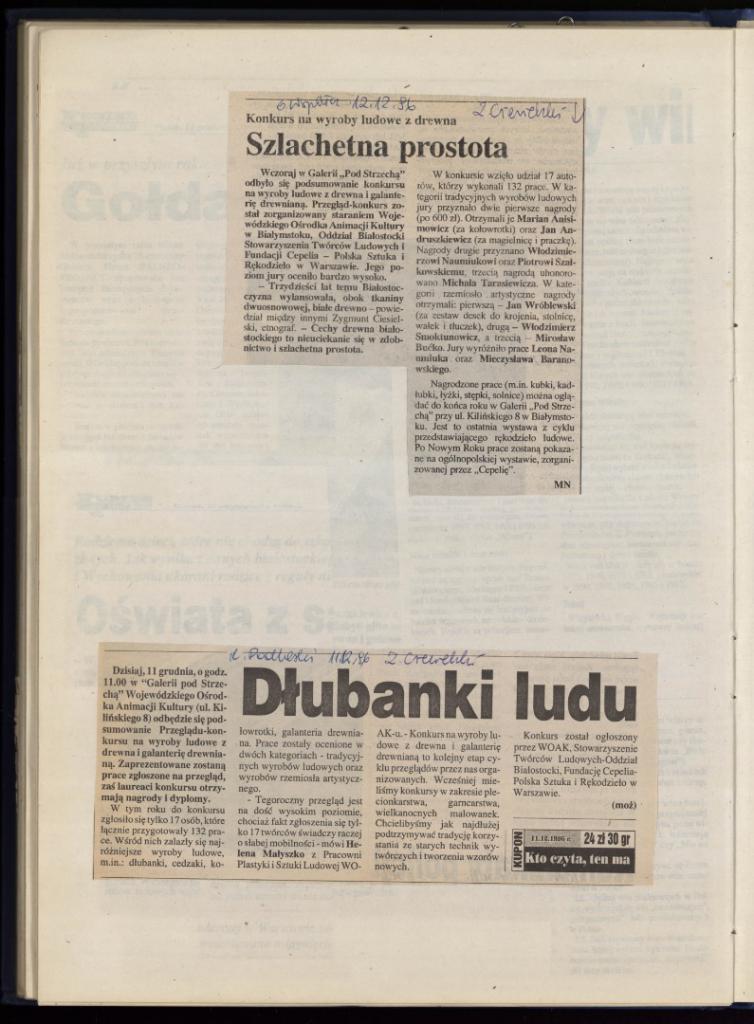 12.12.96
Konkurs na wyroby ludowe z drewna
Szlachetna prostota
Wczoraj w Galerii „Pod Strzechą”
odbyło się podsumowanie konkursu
na wyroby ludowe z drewna i galante-
rię drewnianą. Przegląd-konkurs zo-
stał zorganizowany staraniem Woje-
wódzkiego Ośrodka Animacji Kultury
w Białymstoku, Oddział Białostocki
Stowarzyszenia Twórców Ludowych i
Fundacji Cepelia – Polska Sztuka i
Rękodzieło w Warszawie. Jego po-
ziom jury oceniło bardzo wysoko.
– Trzydzieści lat temu Białostoc-
czyzna wylansowała, obok tkaniny
dwuosnowowej, białe drewno – powie-
dział między innymi Zygmunt Ciesiel-
ski, etnograf. – Cechy drewna biało-
stockiego to nieuciekanie się w zdob-
nictwo i szlachetna prostota.
W konkursie wzięło udział 17 auto-
rów, którzy wykonali 132 prace. W ka-
tegorii tradycyjnych wyrobów ludowych
jury przyznało dwie pierwsze nagrody
(po 600 zł). Otrzymali je Marian Anisi-
mowicz (za kołowrotki) oraz Jan An-
druszkiewicz (za magielnicę i praczkę).
Nagrody drugie przyznano Włodzimie-
rzowi Naumiukowi oraz Piotrowi Szał-
kowskiemu, trzecią nagrodą uhonoro-
wano Michała Tarasiewicza. W kate-
gorii rzemiosło artystyczne nagrody
otrzymali: pierwszą – Jan Wróblewski
(za zestaw desek do krojenia, stolnicę,
wałek i tłuczek), drugą – Włodzimierz
Smoktunowicz, a trzecią – Mirosław
Bućko. Jury wyróżniło prace Leona Na-
umiuka oraz Mieczysława Barano-
wskiego.
Nagrodzone prace (m.in. kubki, kad-
łubki, łyżki, stępki, solnice) można oglą-
dać do końca roku w Galerii „Pod Strze-
chą” przy ul. Kilińskiego 8 w Białymsto-
ku. Jest to ostatnia wystawa z cyklu
przedstawiającego rękodzieło ludowe.
Po Nowym Roku prace zostaną pokaza-
ne na ogólnopolskiej wystawie, zorgani-
zowanej przez „Cepelię”.
MN
11.12.96
Dłubanki ludu
Dzisiaj, 11 grudnia, o godz.
11.00 w "Galerii pod Strze-
chą" Wojewódzkiego Ośrod-
ka Animacji Kultury (ul. Ki-
lińskiego 8) odbędzie się pod-
sumowanie Przeglądu-kon-
kursu na wyroby ludowe z
drewna i galanterię drewnia-
ną. Zaprezentowane zostaną
prace zgłoszone na przegląd,
zaś laureaci konkursu otrzy-
mają nagrody i dyplomy.
W tym roku do konkursu
zgłosiło się tylko 17 osób, które
łącznie przygotowały 132 pra-
ce. Wśród nich zalazły się naj-
różniejsze wyroby ludowe,
m.in.: dłubanki, cedzaki, ko-
łowrotki, galanteria drewnia-
na. Prace zostały ocenione w
dwóch kategoriach - tradycyj-
nych wyrobów ludowych oraz
wyrobów rzemiosła artystycz-
nego.
- Tegoroczny przegląd jest
na dość wysokim poziomie,
chociaż fakt zgłoszenia się tyl-
ko 17 twórców świadczy raczej
o słabej mobilności - mówi He-
lena Małyszko z Pracowni
Plastyki i Sztuki Ludowej WO-
AK-u. - Konkurs na wyroby lu-
dowe z drewna i galanterię
drewnianą to kolejny etap cy-
klu przeglądów przez nas or-
ganizowanych. Wcześniej mie-
liśmy konkursy w zakresie ple-
cionkarstwa, garncarstwa,
wielkanocnych malowanek.
Chcielibyśmy jak najdłużej
podtrzymywać tradycję korzy-
stania ze starych technik wy-
twórczych i tworzenia wzorów
nowych.
Konkurs został ogłoszony
przez WOAK, Stowarzyszenie
Twórców Ludowych-Oddział
Białostocki, Fundację Cepelia-
Polska Sztuka i Rękodzieło w
Warszawie.
(moż)
KUPON
11.12.1996 r.
24 zł 30 gr
Kto czyta, ten ma